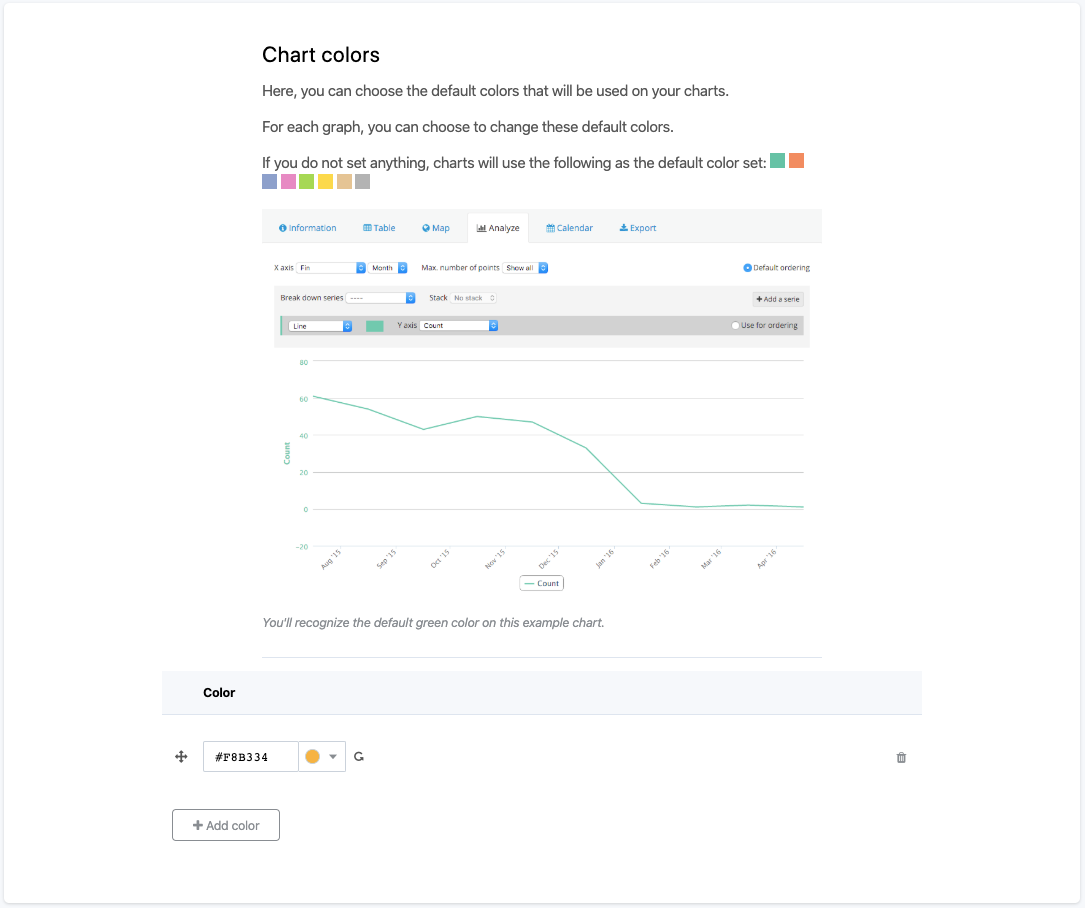 Chart colors
Here, you can choose the default colors that will be used on your charts.
For each graph, you can choose to change these default colors.
If you do not set anything, charts will use the following as the default color set:
Information Table Map Analyze Calendar Export
X axis Fin Month Max. number of points Show all Default ordering
Break down series ---- Stack No stack + Add a serie
Line Y axis Count Use for ordering
80
60
40
20
0
-20
Count
Aug '15 Sep '15 Oct '15 Nov '15 Dec '15 Jan '16 Feb '16 Mar '16 Apr '16
Count
You'll recognize the default green color on this example chart.
Color
#F8B334
+ Add color